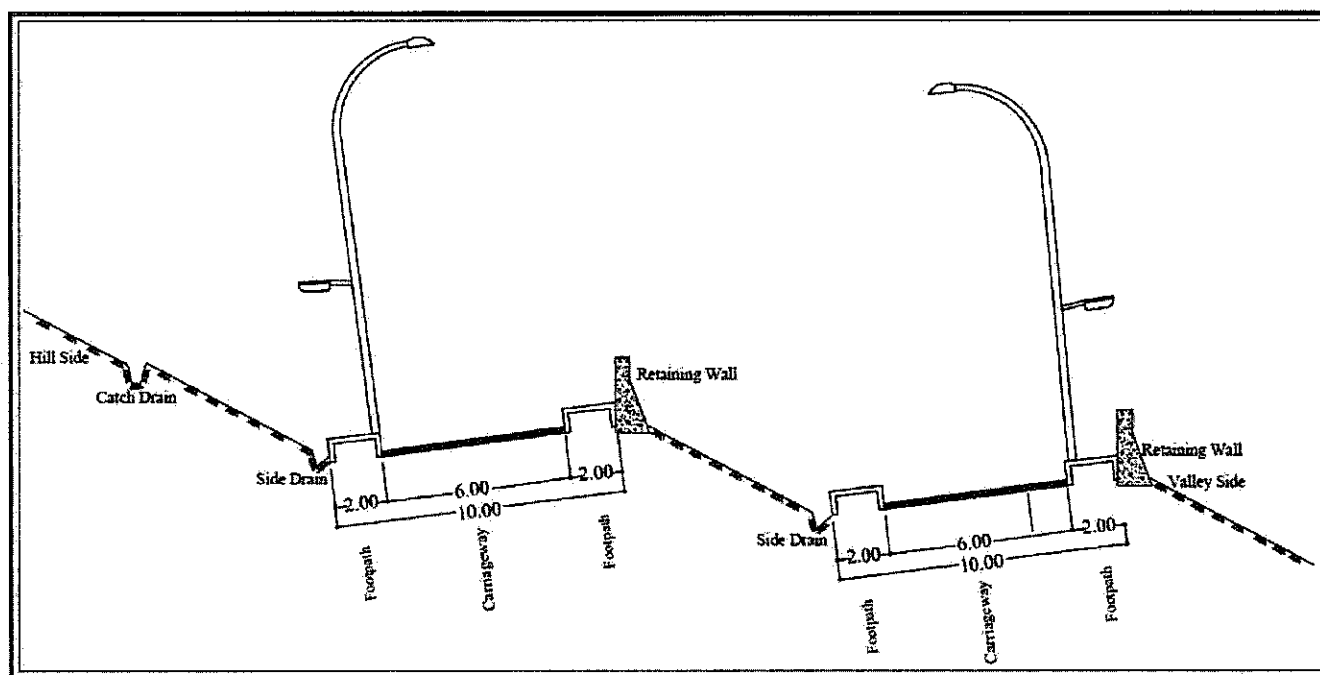 Hill Side
Catch Drain
Side Drain
Retaining Wall
2.00
6.00
2.00
10.00
Footpath
Carriageway
Footpath
Side Drain
Retaining Wall
Valley Side
2.00
6.00
2.00
10.00
Footpath
Carriageway
Footpath